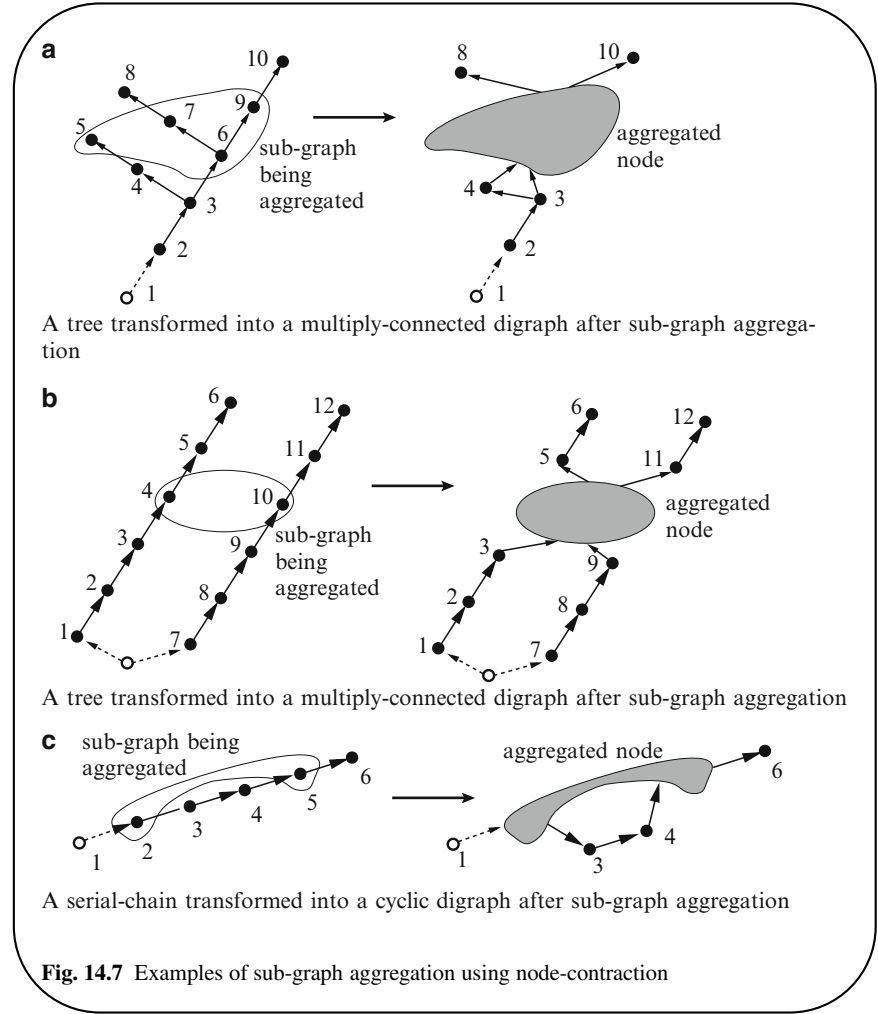 a
10
8
9
7
5
6
4
3
2
1
sub-graph
being
aggregated
8
10
aggregated
node
4
3
2
1
A tree transformed into a multiply-connected digraph after sub-graph aggrega-
tion
b
6
5
4
3
2
1
12
11
10
9
8
7
sub-graph
being
aggregated
6
12
5
11
aggregated
node
3
9
2
8
1
7
A tree transformed into a multiply-connected digraph after sub-graph aggregation
c
sub-graph being
aggregated
6
5
4
3
2
1
aggregated node
6
4
3
1
A serial-chain transformed into a cyclic digraph after sub-graph aggregation
Fig. 14.7 Examples of sub-graph aggregation using node-contraction